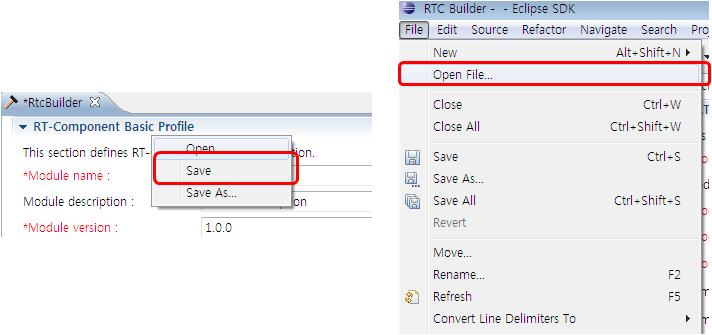 *RtcBuilder
RT-Component Basic Profile
This section defines RT-
tion.
Open
*Module name :
Save
Module description :
Save As...
on
*Module version :
1.0.0
RTC Builder - - Eclipse SDK
File Edit Source Refactor Navigate Search Proj
New Alt+Shift+N
Open File...
Close Ctrl+W
Close All Ctrl+Shift+W
Save Ctrl+S
Save As...
Save All Ctrl+Shift+S
Revert
Move...
Rename... F2
Refresh F5
Convert Line Delimiters To